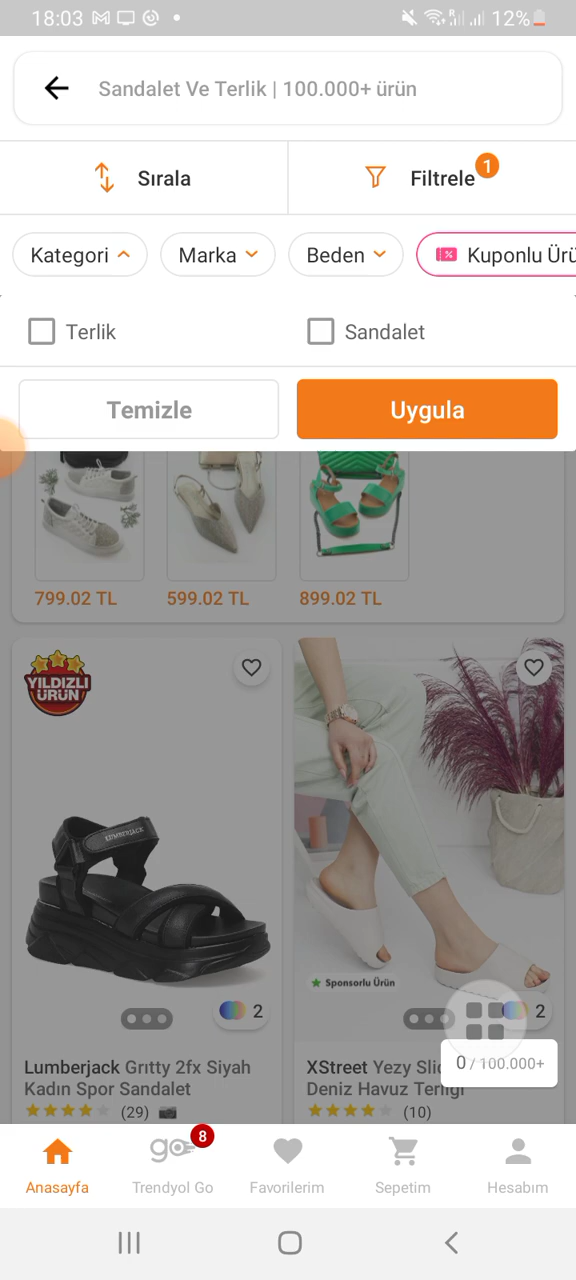 18:03 12%
Sandalet Ve Terlik | 100.000+ ürün
Sırala
Filtrele 1
Kategori Marka Beden Kuponlu Ürü
Terlik Sandalet
Temizle Uygula
799.02 TL 599.02 TL 899.02 TL
YILDIZLI
ÜRÜN
LUMBERJACK
Sponsorlu Ürün
2
2
0 / 100.000+
Lumberjack Grıtty 2fx Siyah
Kadın Spor Sandalet
(29)
XStreet Yezy Sli
Deniz Havuz Terliği
(10)
go 8
Anasayfa Trendyol Go Favorilerim Sepetim Hesabım